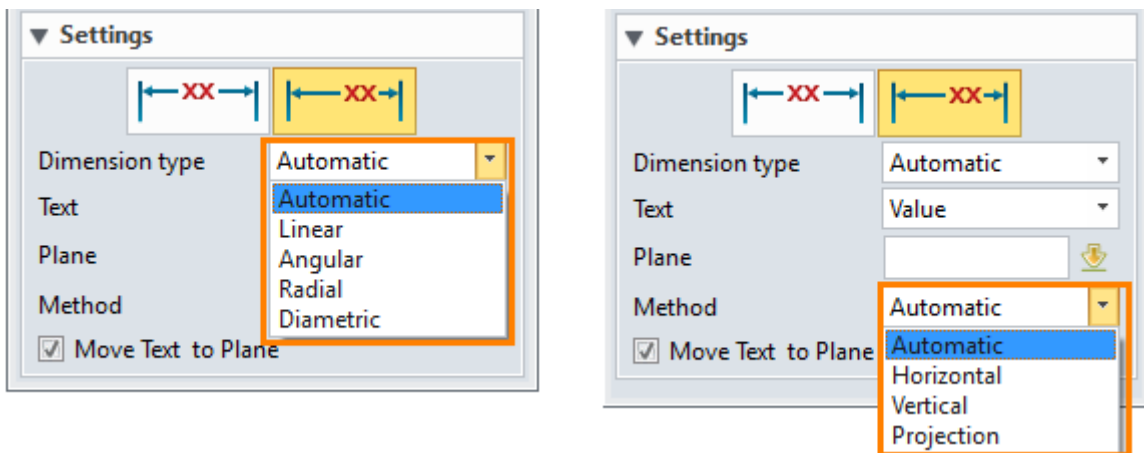 Settings
XX XX
Dimension type Automatic
Automatic
Text
Linear
Angular
Plane
Radial
Method
Diametric
Move Text to Plane
Settings
XX XX
Dimension type Automatic
Text Value
Plane
Method Automatic
Move Text to Plane
Automatic
Horizontal
Vertical
Projection